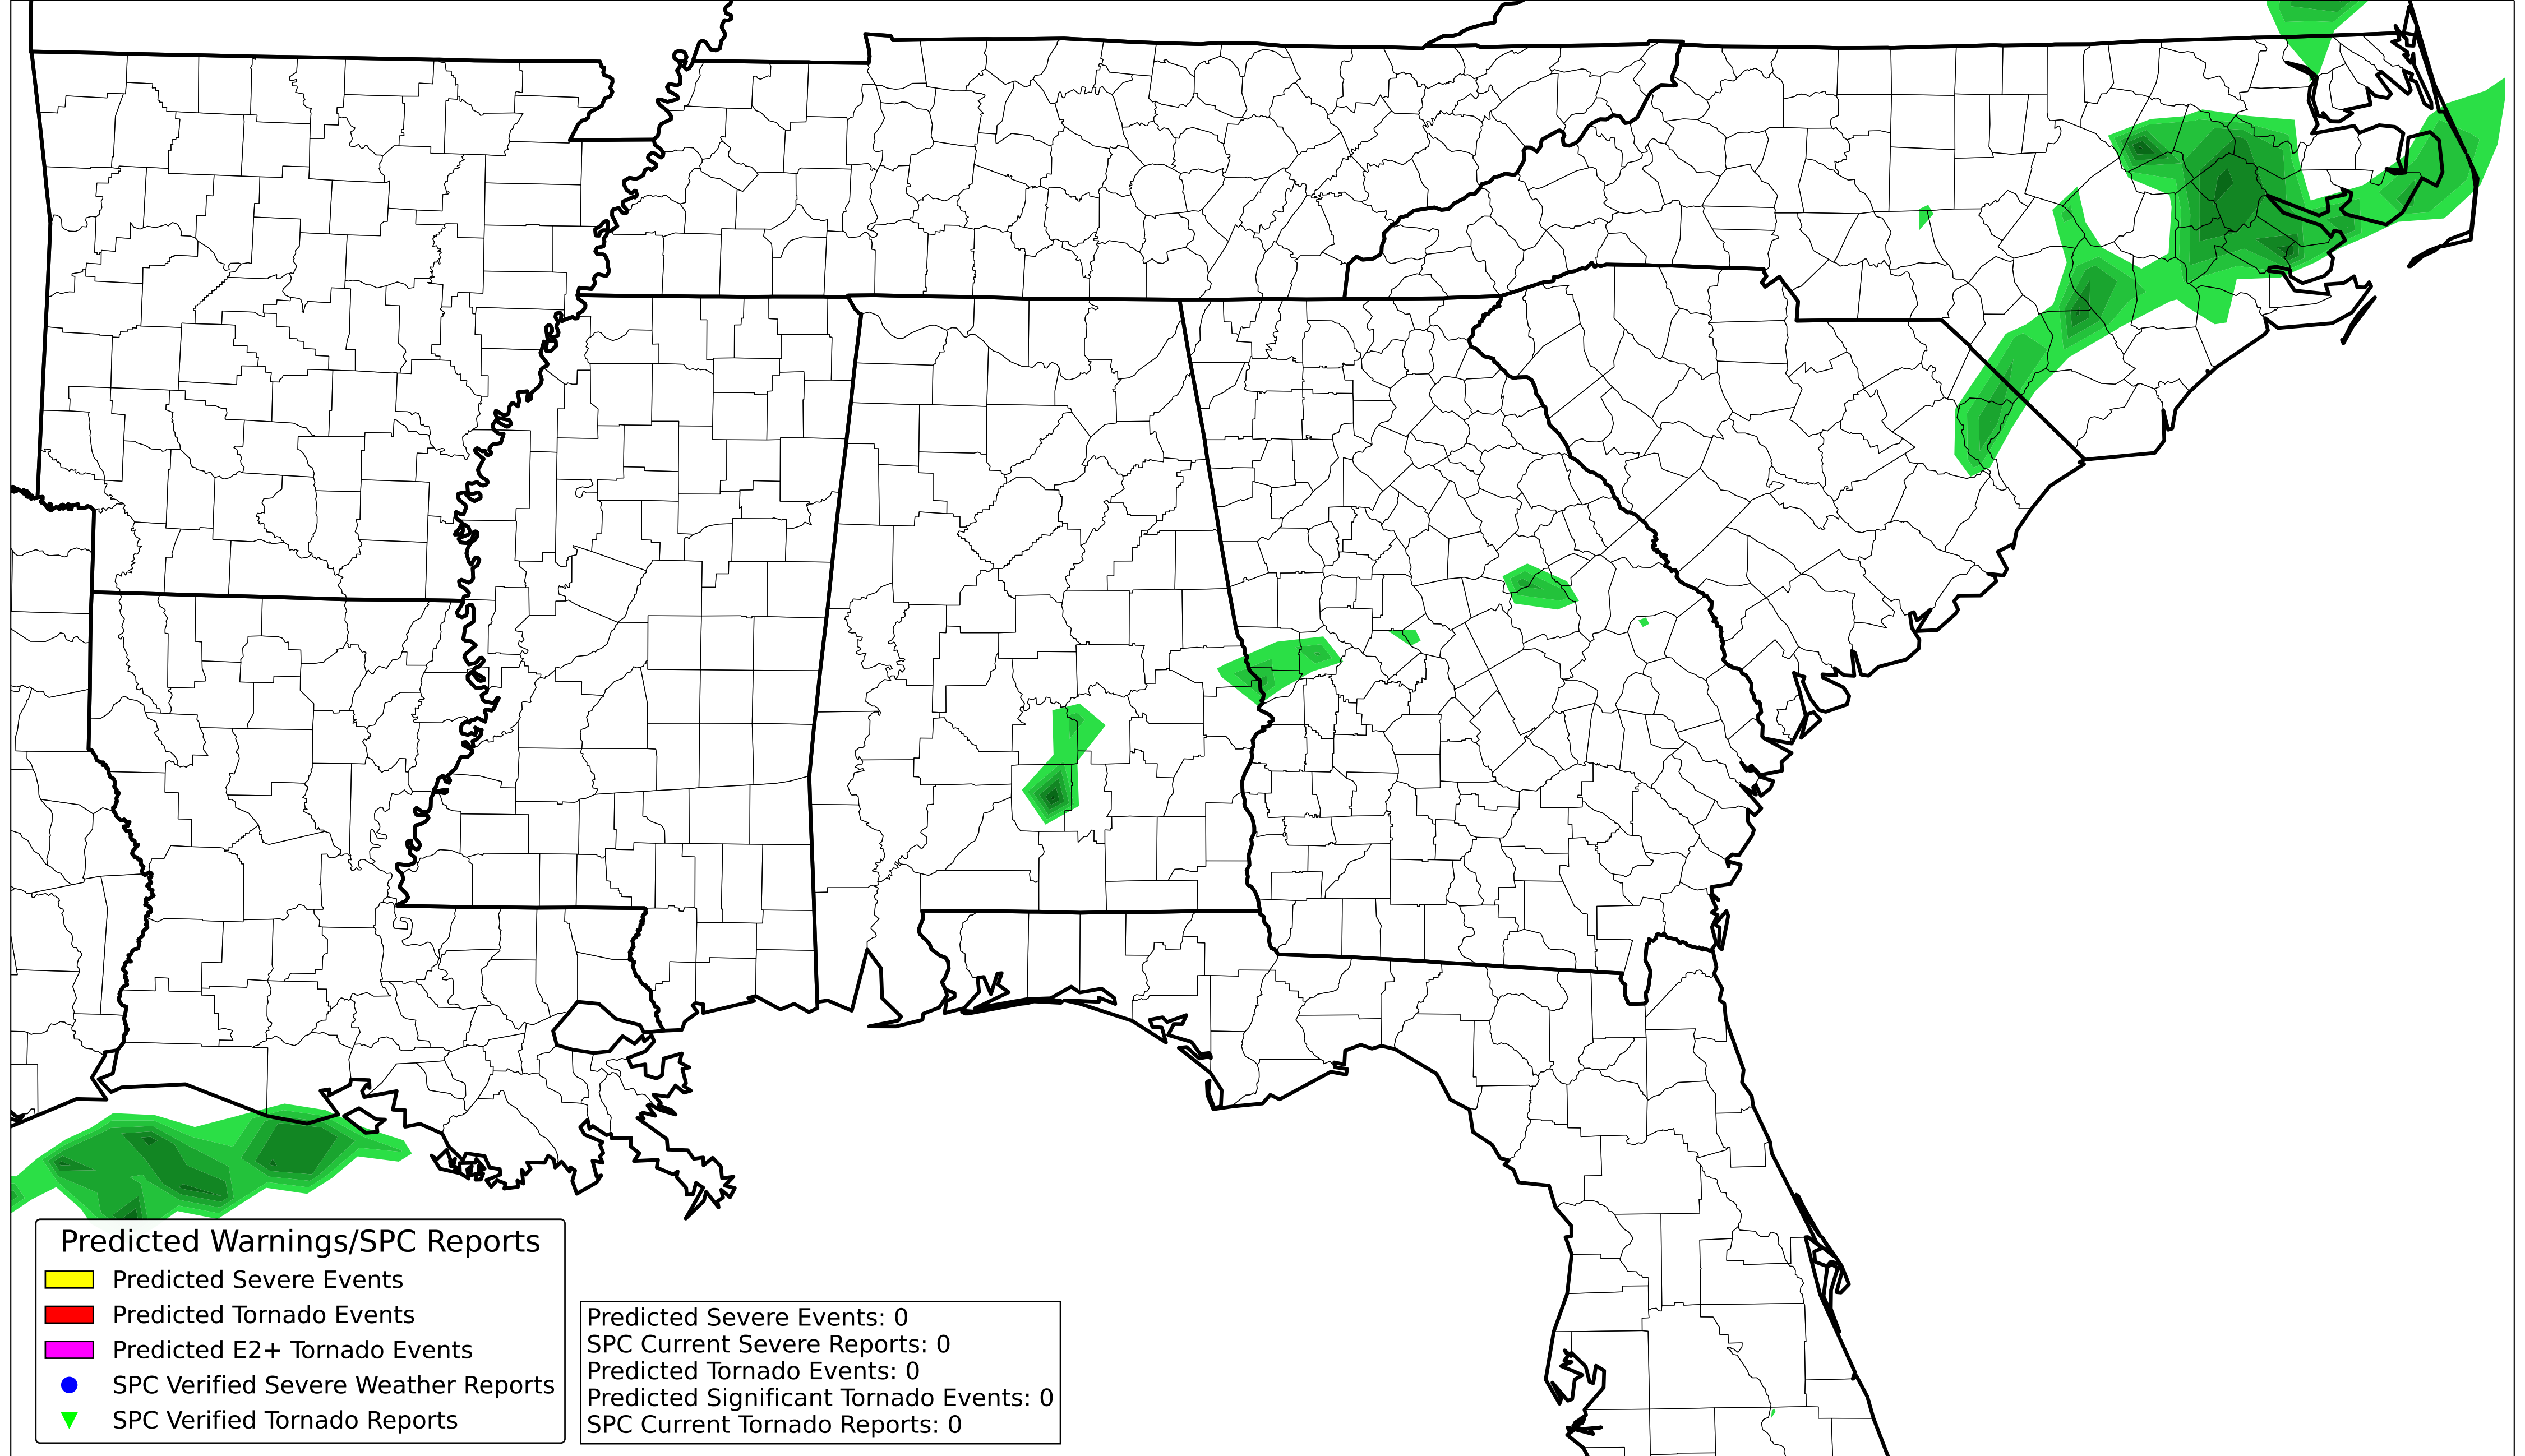 Predicted Warnings/SPC Reports
Predicted Severe Events
Predicted Tornado Events
Predicted E2+ Tornado Events
SPC Verified Severe Weather Reports
SPC Verified Tornado Reports
Predicted Severe Events: 0
SPC Current Severe Reports: 0
Predicted Tornado Events: 0
Predicted Significant Tornado Events: 0
SPC Current Tornado Reports: 0